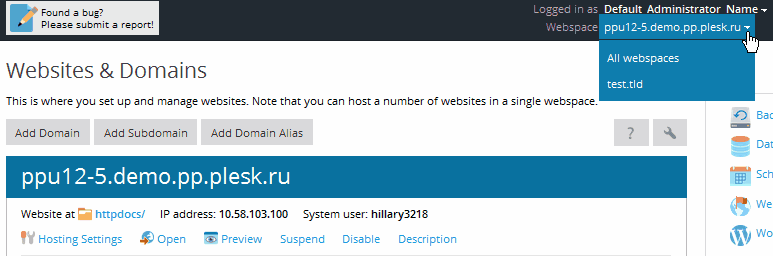 Found a bug?
Please submit a report!
Logged in as Default Administrator Name
Webspace ppu12-5.demo.pp.plesk.ru
All webspaces
test.tld
Websites & Domains
This is where you set up and manage websites. Note that you can host a number of websites in a single webspace.
Add Domain Add Subdomain Add Domain Alias ?
ppu12-5.demo.pp.plesk.ru
Website at httpdocs/ IP address: 10.58.103.100 System user: hillary3218
Hosting Settings Open Preview Suspend Disable Description
Bac
Dat
Sch
We
Wo